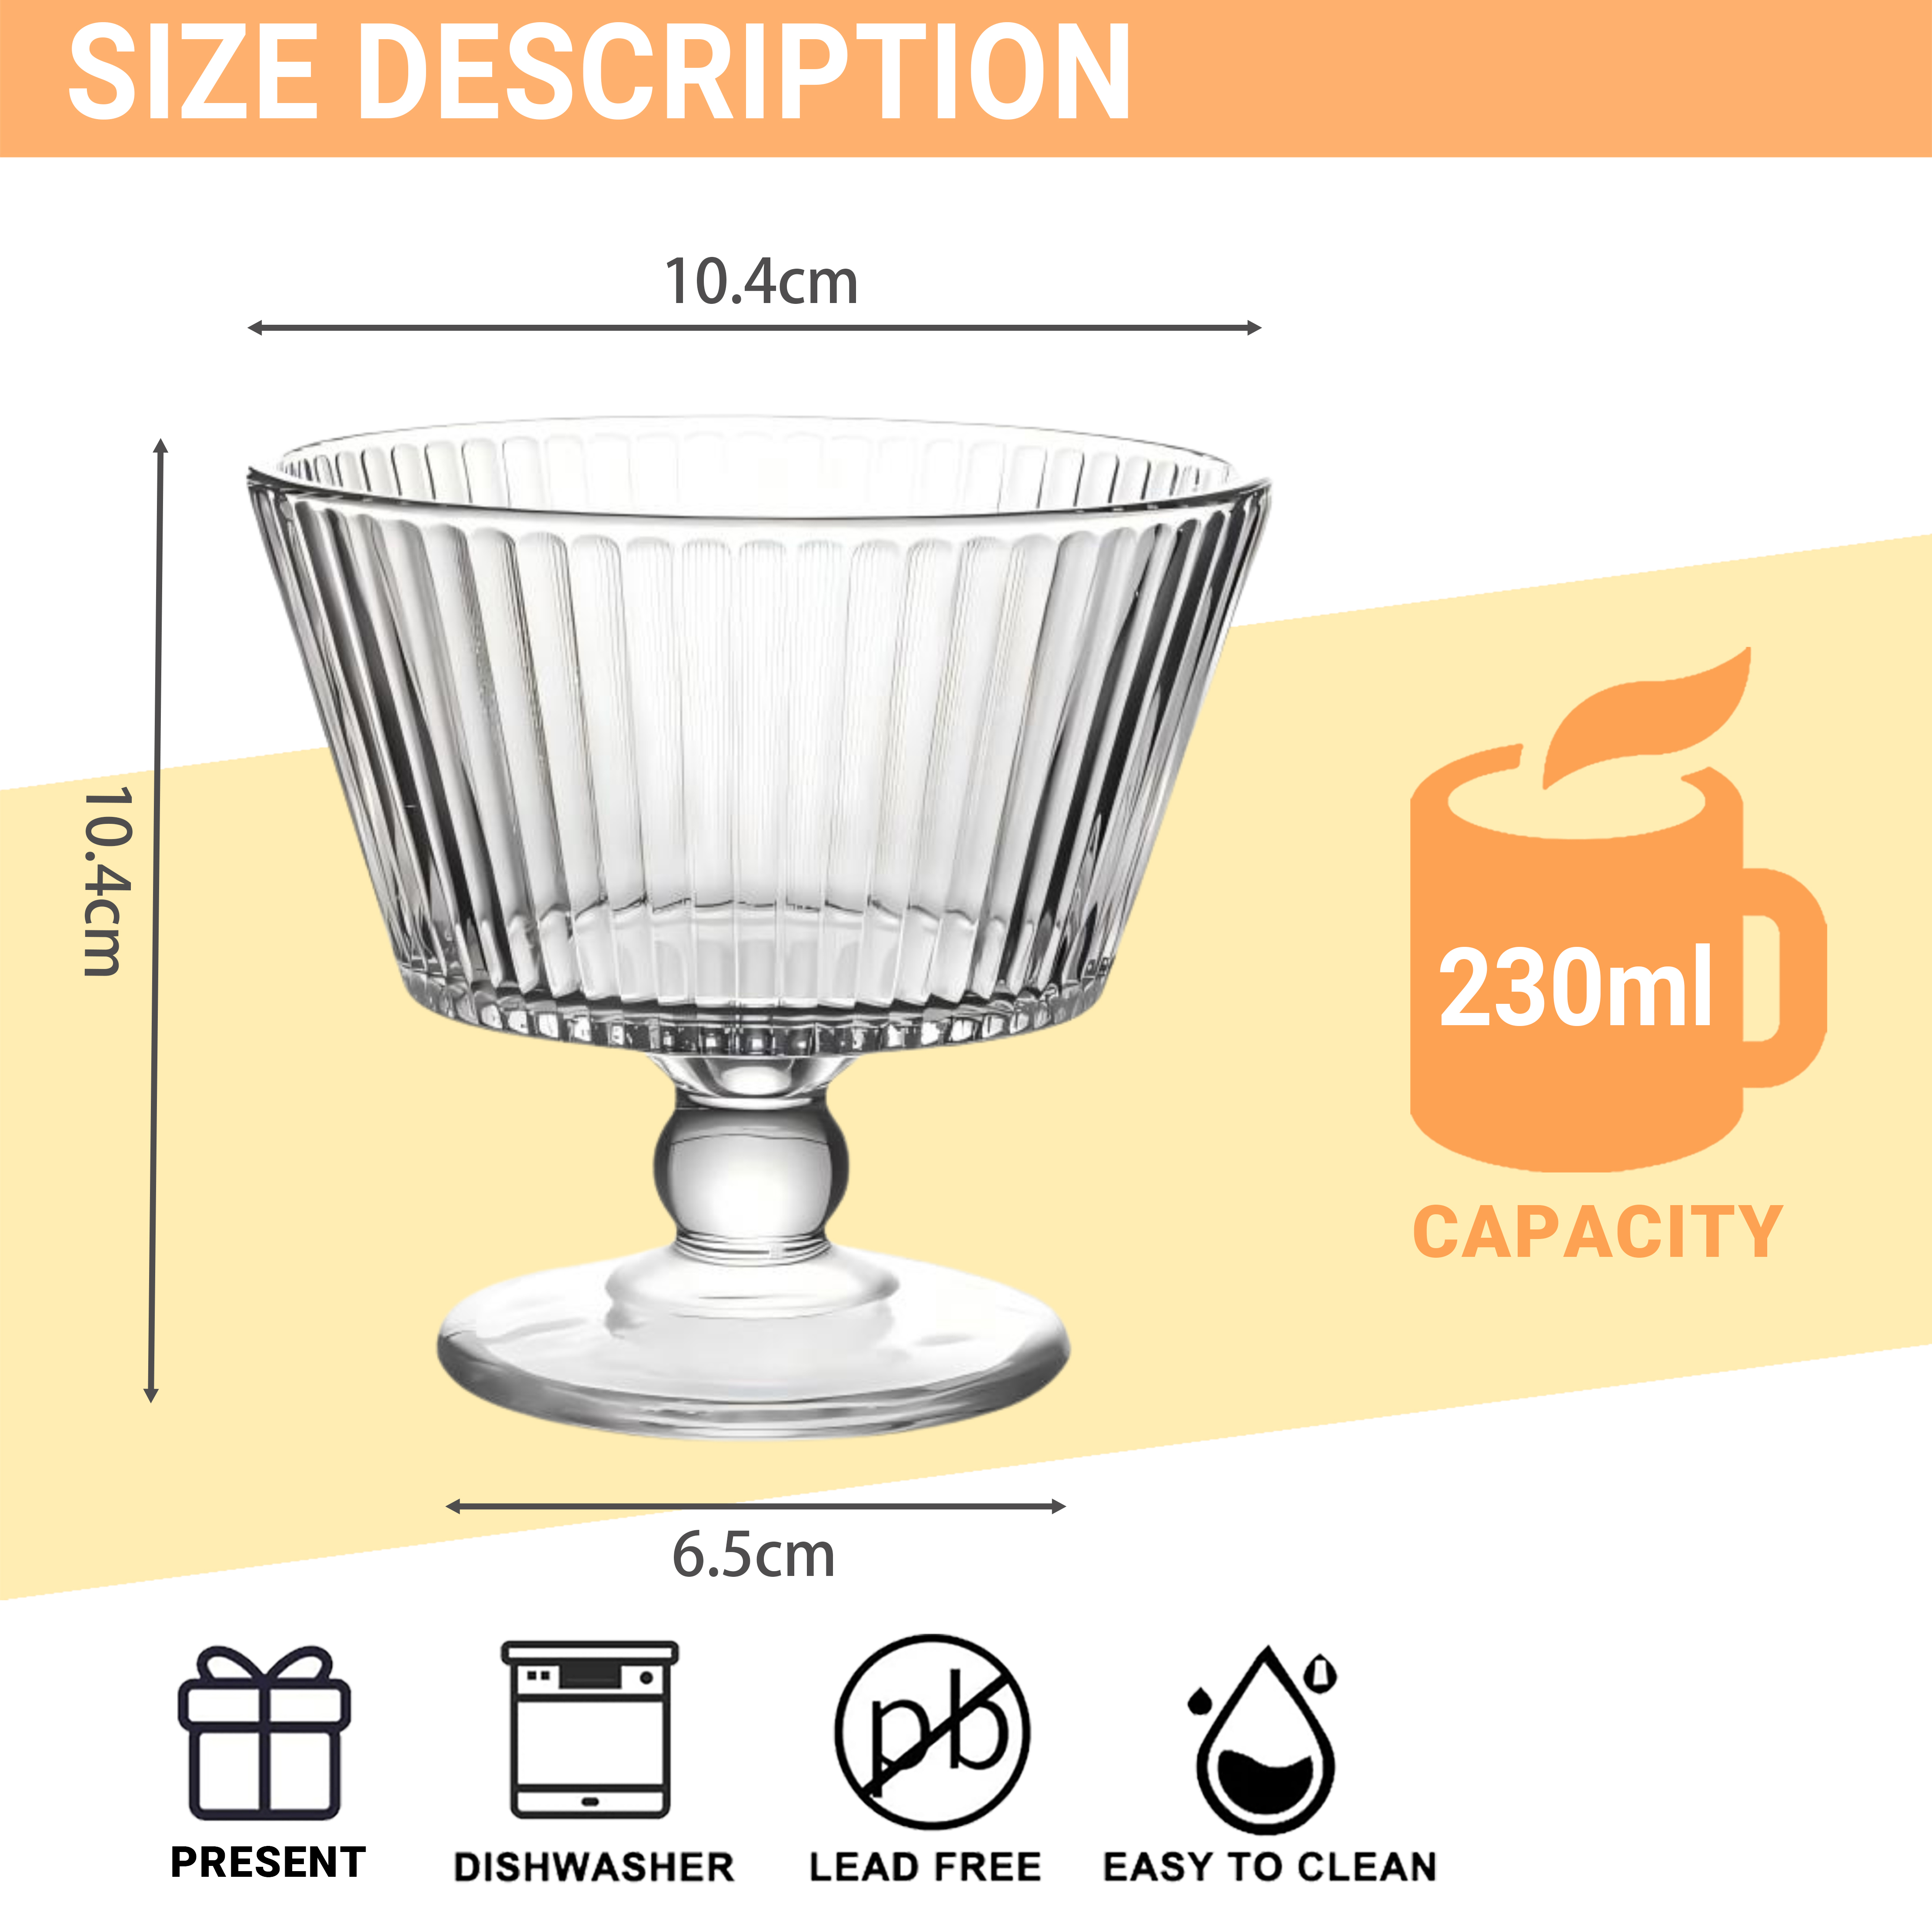 SIZE DESCRIPTION
10.4cm
10.4cm
230ml
CAPACITY
6.5cm
pb
PRESENT
DISHWASHER
LEAD FREE
EASY TO CLEAN